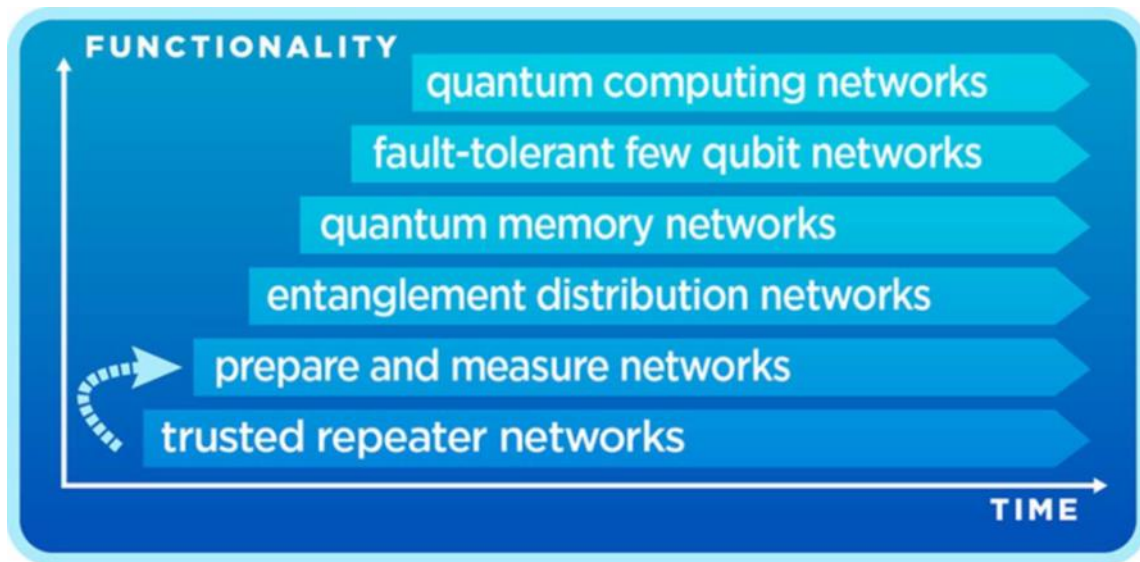 FUNCTIONALITY
quantum computing networks
fault-tolerant few qubit networks
quantum memory networks
entanglement distribution networks
prepare and measure networks
trusted repeater networks
TIME